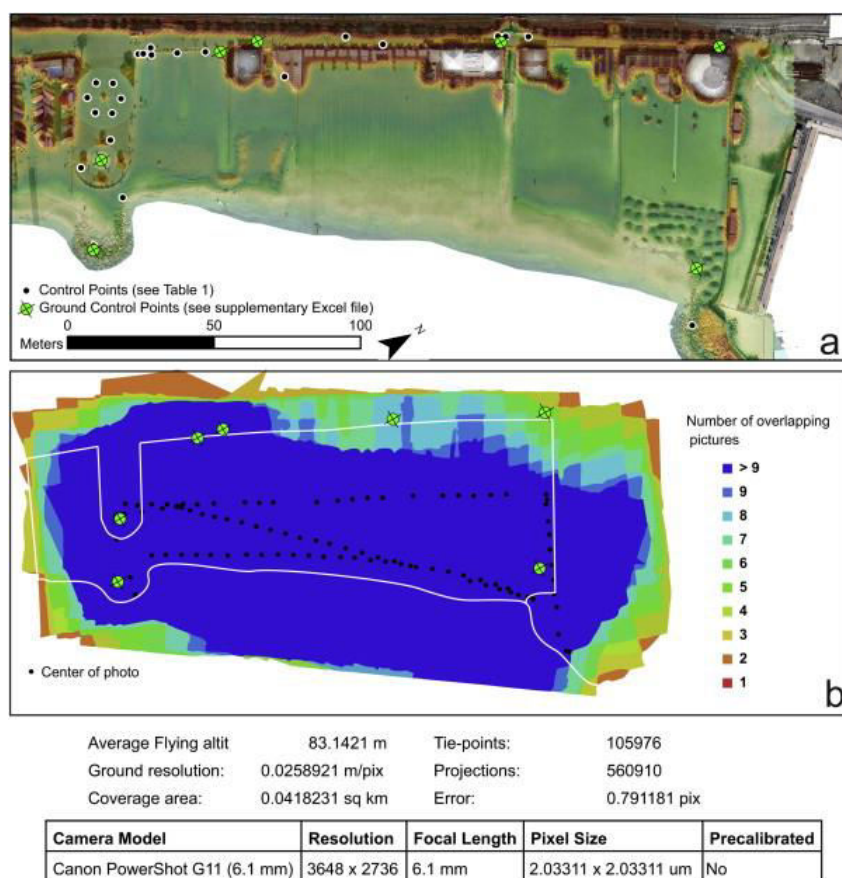 • Control Points (see Table 1)
Ground Control Points (see supplementary Excel file)
0 50 100
Meters
N
a
Number of overlapping
pictures
> 9
9
8
7
6
5
4
3
2
1
• Center of photo
b
Average Flying altit 83.1421 m Tie-points: 105976
Ground resolution: 0.0258921 m/pix Projections: 560910
Coverage area: 0.0418231 sq km Error: 0.791181 pix
Camera Model Resolution Focal Length Pixel Size Precalibrated
Canon PowerShot G11 (6.1 mm) 3648 x 2736 6.1 mm 2.03311 x 2.03311 um No